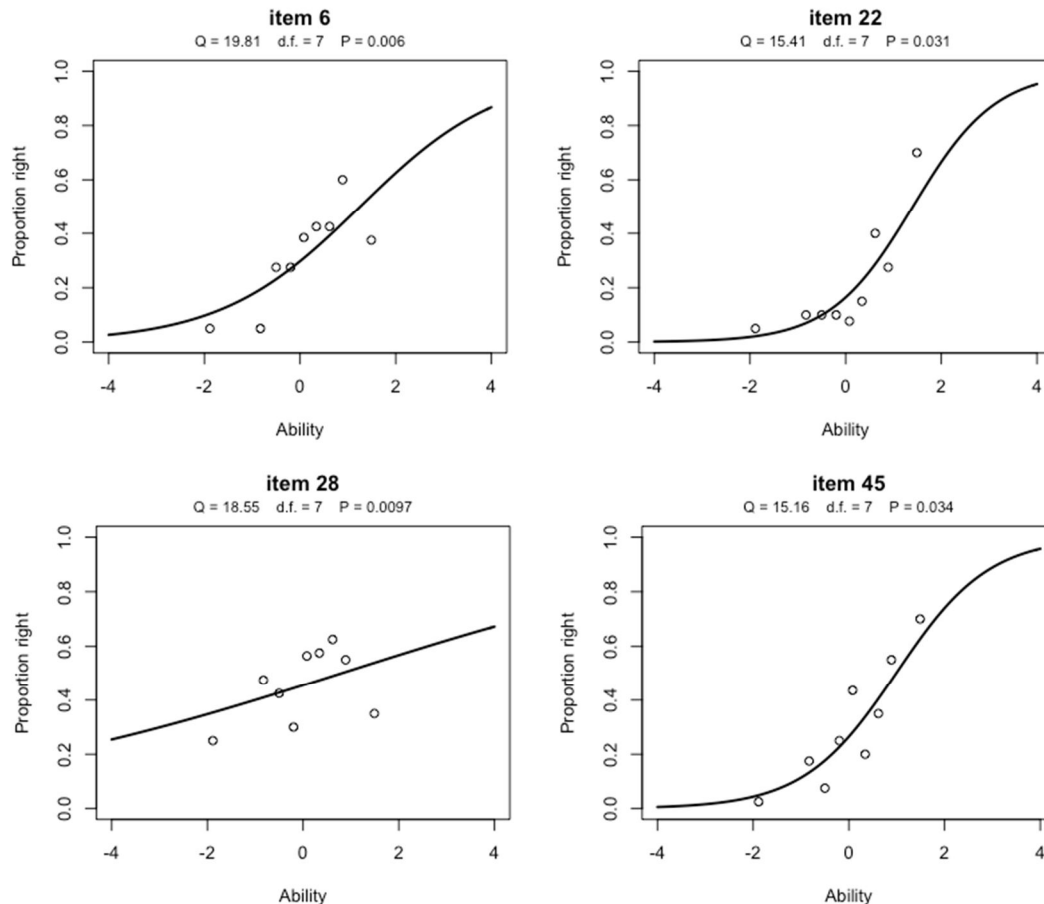 item 6
Q = 19.81 d.f. = 7 P = 0.006
Proportion right
1.0
0.8
0.6
0.4
0.2
0.0
-4 -2 0 2 4
Ability
item 22
Q = 15.41 d.f. = 7 P = 0.031
Proportion right
1.0
0.8
0.6
0.4
0.2
0.0
-4 -2 0 2 4
Ability
item 28
Q = 18.55 d.f. = 7 P = 0.0097
Proportion right
1.0
0.8
0.6
0.4
0.2
0.0
-4 -2 0 2 4
Ability
item 45
Q = 15.16 d.f. = 7 P = 0.034
Proportion right
1.0
0.8
0.6
0.4
0.2
0.0
-4 -2 0 2 4
Ability